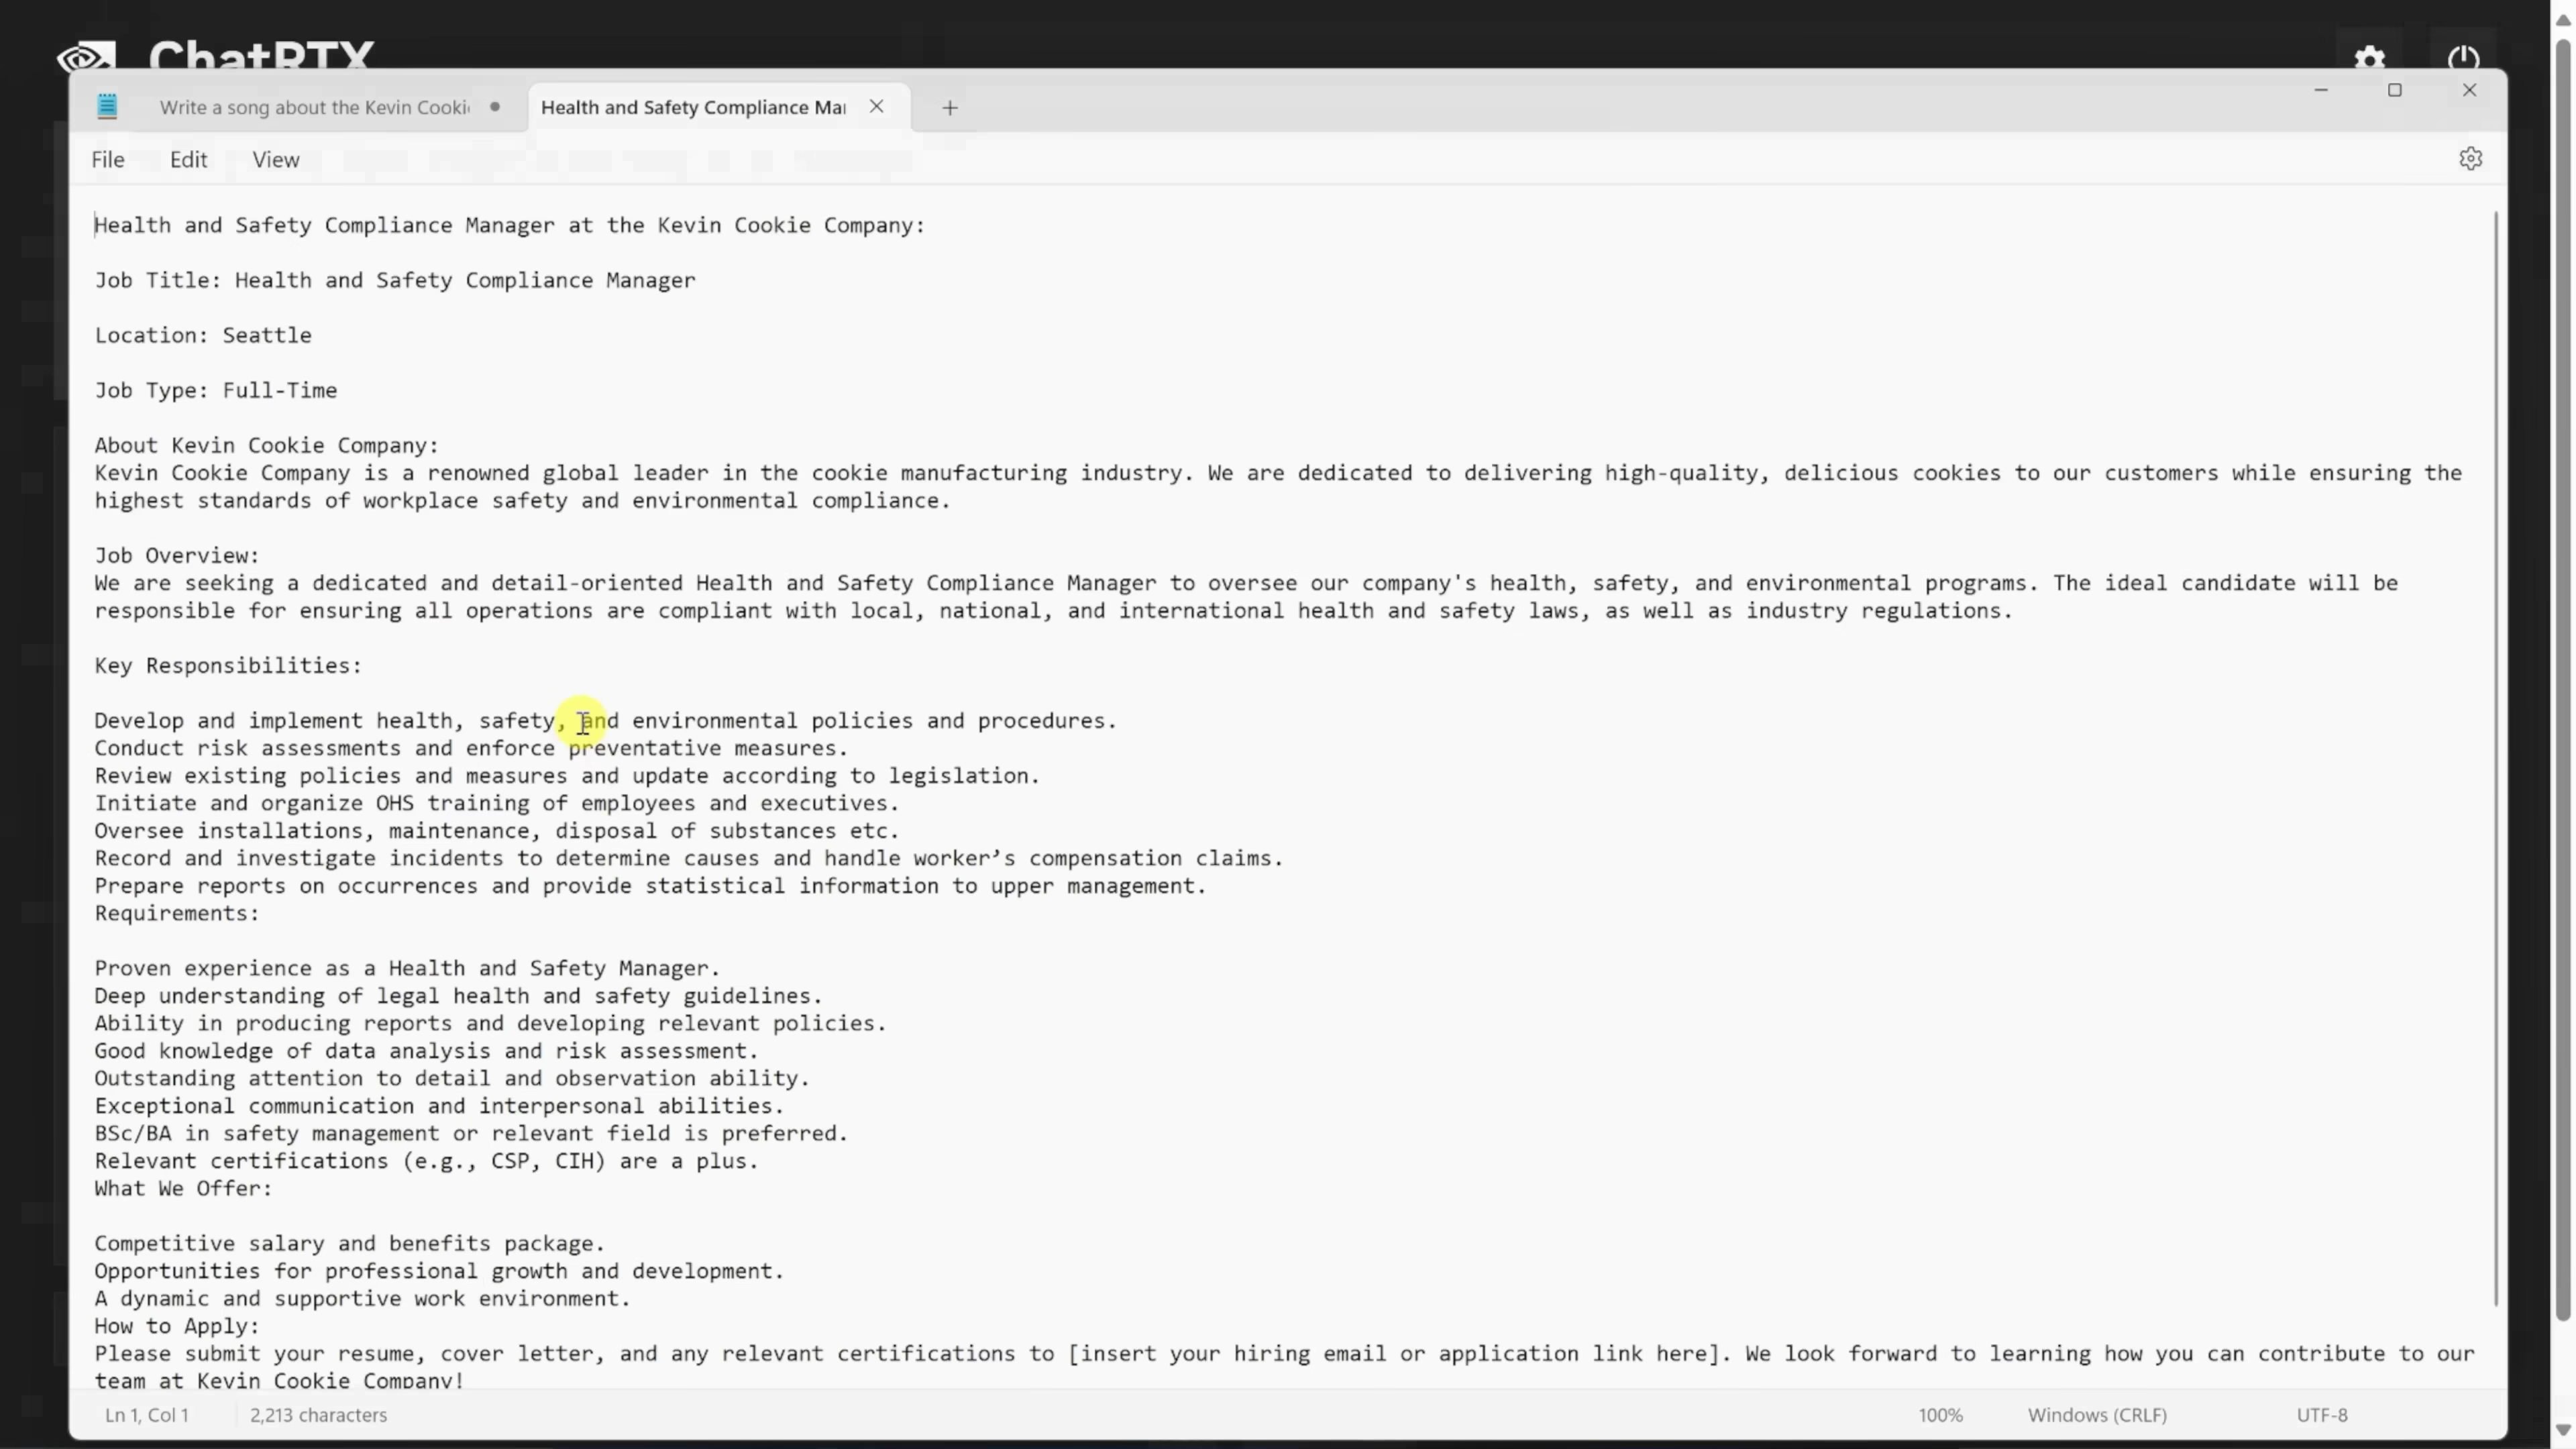 ChatRTX
Write a song about the Kevin Cooki
Health and Safety Compliance Ma
File Edit View
Health and Safety Compliance Manager at the Kevin Cookie Company:
Job Title: Health and Safety Compliance Manager
Location: Seattle
Job Type: Full-Time
About Kevin Cookie Company:
Kevin Cookie Company is a renowned global leader in the cookie manufacturing industry. We are dedicated to delivering high-quality, delicious cookies to our customers while ensuring the
highest standards of workplace safety and environmental compliance.
Job Overview:
We are seeking a dedicated and detail-oriented Health and Safety Compliance Manager to oversee our company's health, safety, and environmental programs. The ideal candidate will be
responsible for ensuring all operations are compliant with local, national, and international health and safety laws, as well as industry regulations.
Key Responsibilities:
Develop and implement health, safety, and environmental policies and procedures.
Conduct risk assessments and enforce preventative measures.
Review existing policies and measures and update according to legislation.
Initiate and organize OHS training of employees and executives.
Oversee installations, maintenance, disposal of substances etc.
Record and investigate incidents to determine causes and handle worker’s compensation claims.
Prepare reports on occurrences and provide statistical information to upper management.
Requirements:
Proven experience as a Health and Safety Manager.
Deep understanding of legal health and safety guidelines.
Ability in producing reports and developing relevant policies.
Good knowledge of data analysis and risk assessment.
Outstanding attention to detail and observation ability.
Exceptional communication and interpersonal abilities.
BSc/BA in safety management or relevant field is preferred.
Relevant certifications (e.g., CSP, CIH) are a plus.
What We Offer:
Competitive salary and benefits package.
Opportunities for professional growth and development.
A dynamic and supportive work environment.
How to Apply:
Please submit your resume, cover letter, and any relevant certifications to [insert your hiring email or application link here]. We look forward to learning how you can contribute to our
team at Kevin Cookie Company!
Ln 1, Col 1 2,213 characters 100% Windows (CRLF) UTF-8